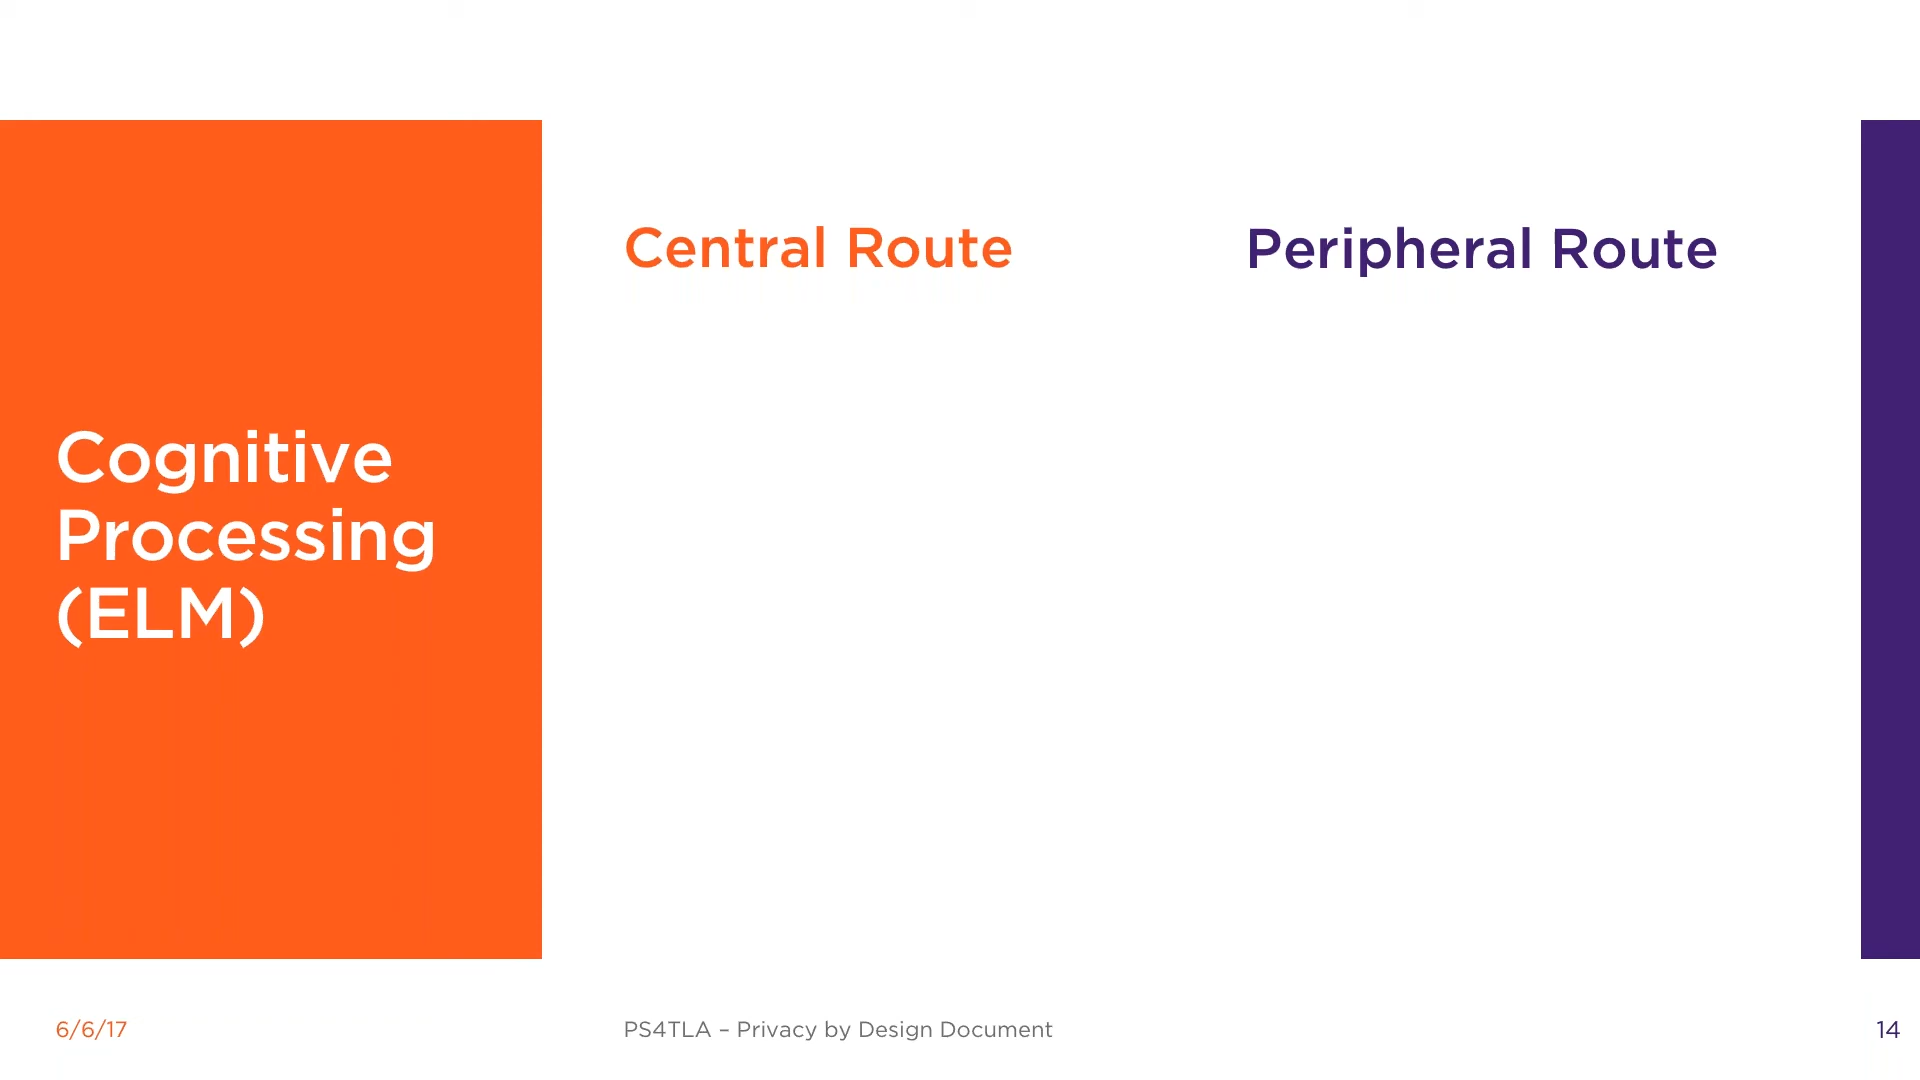 Cognitive
Processing
(ELM)
Central Route
Peripheral Route
6/6/17
PS4TLA – Privacy by Design Document
14